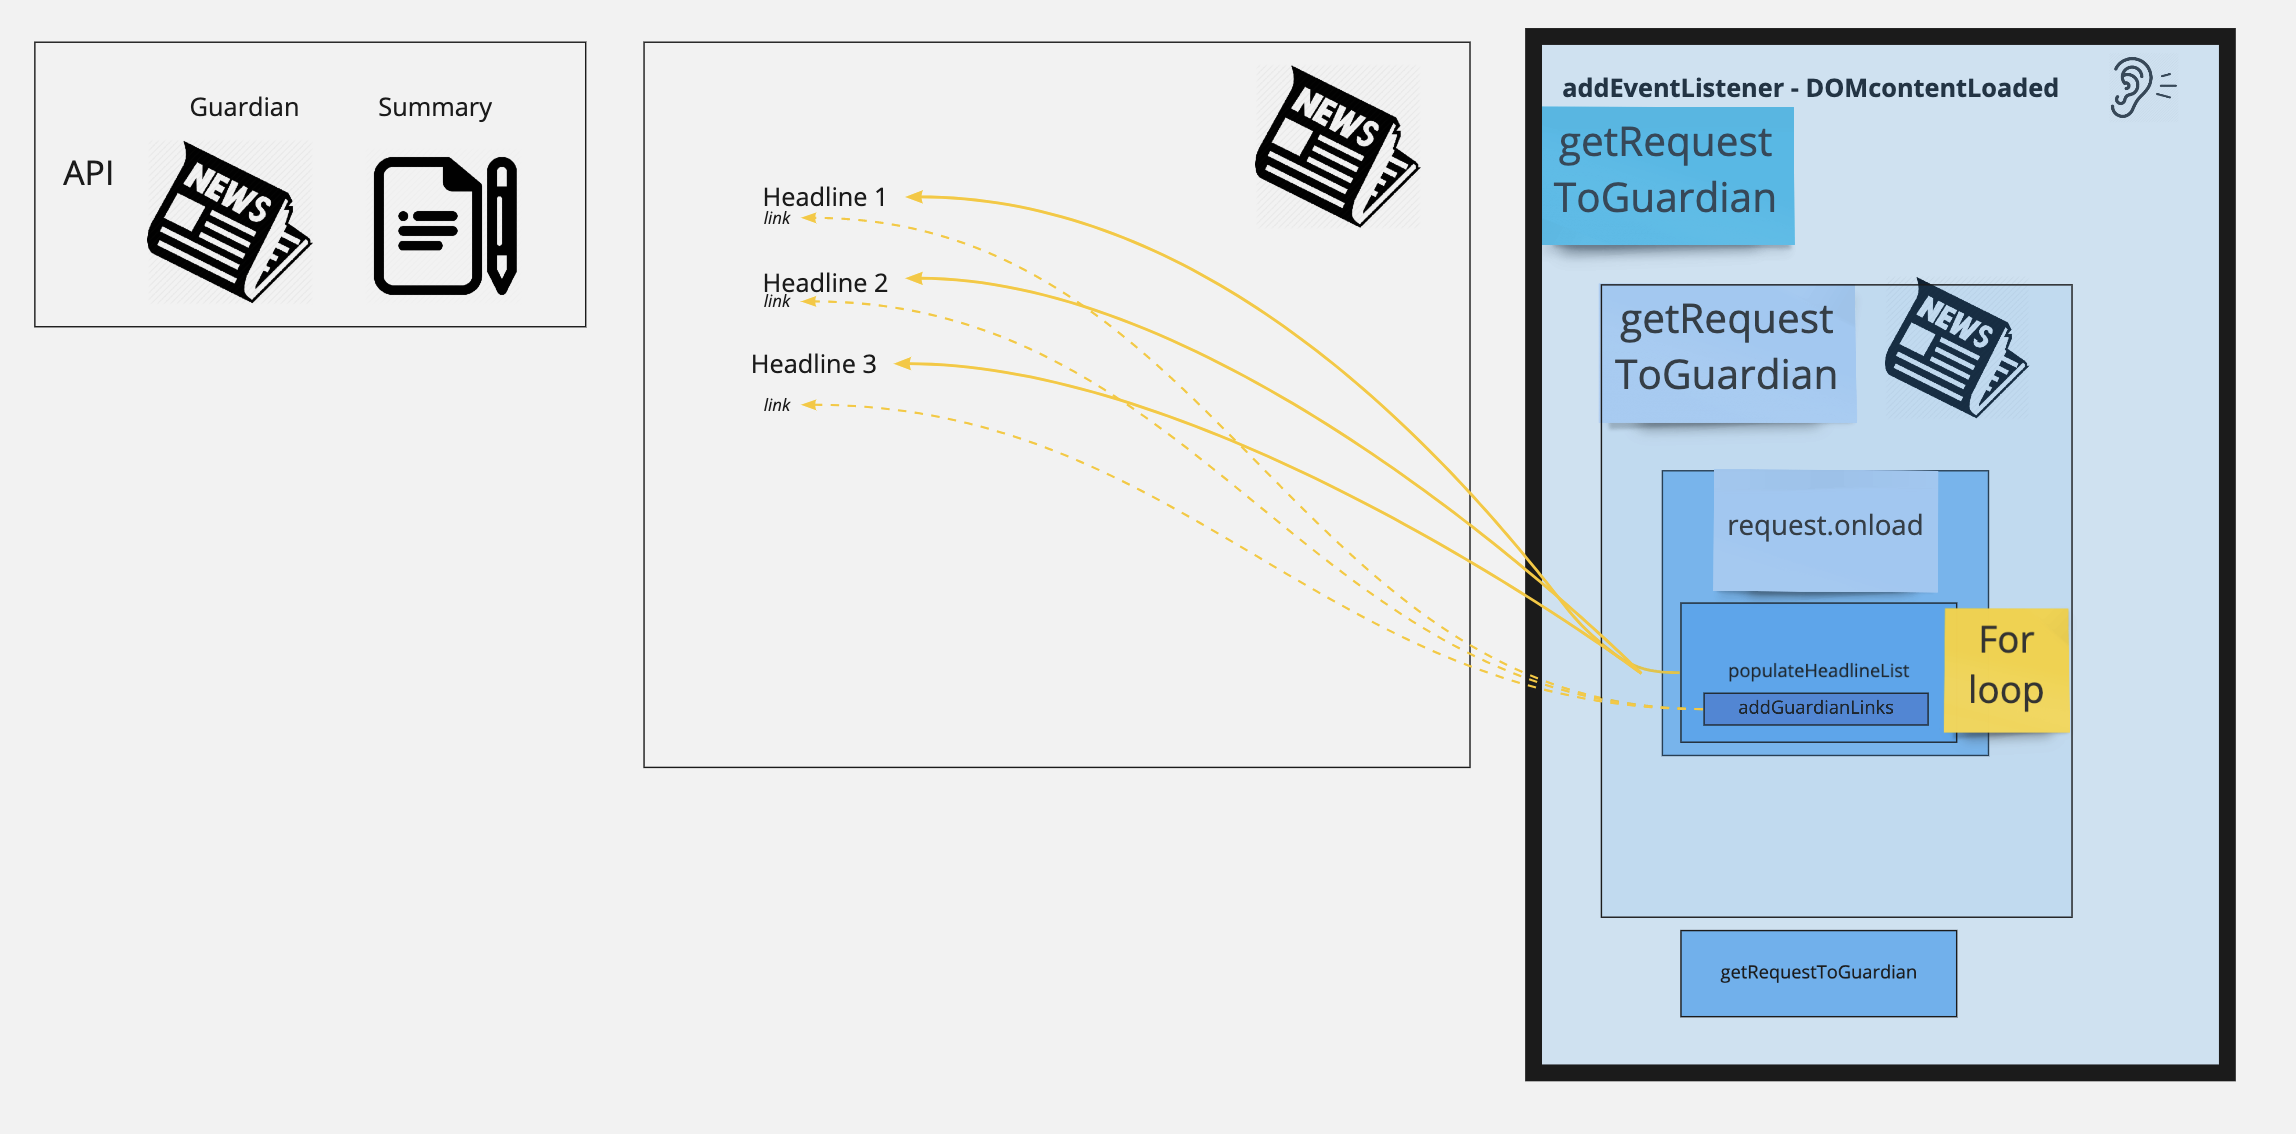 Guardian
Summary
API
NEWS
NEWS
Headline 1
link
Headline 2
link
Headline 3
link
addEventListener - DOMcontentLoaded
getRequest
ToGuardian
getRequest
ToGuardian
NEWS
request.onload
For
loop
populateHeadlineList
addGuardianLinks
getRequestToGuardian